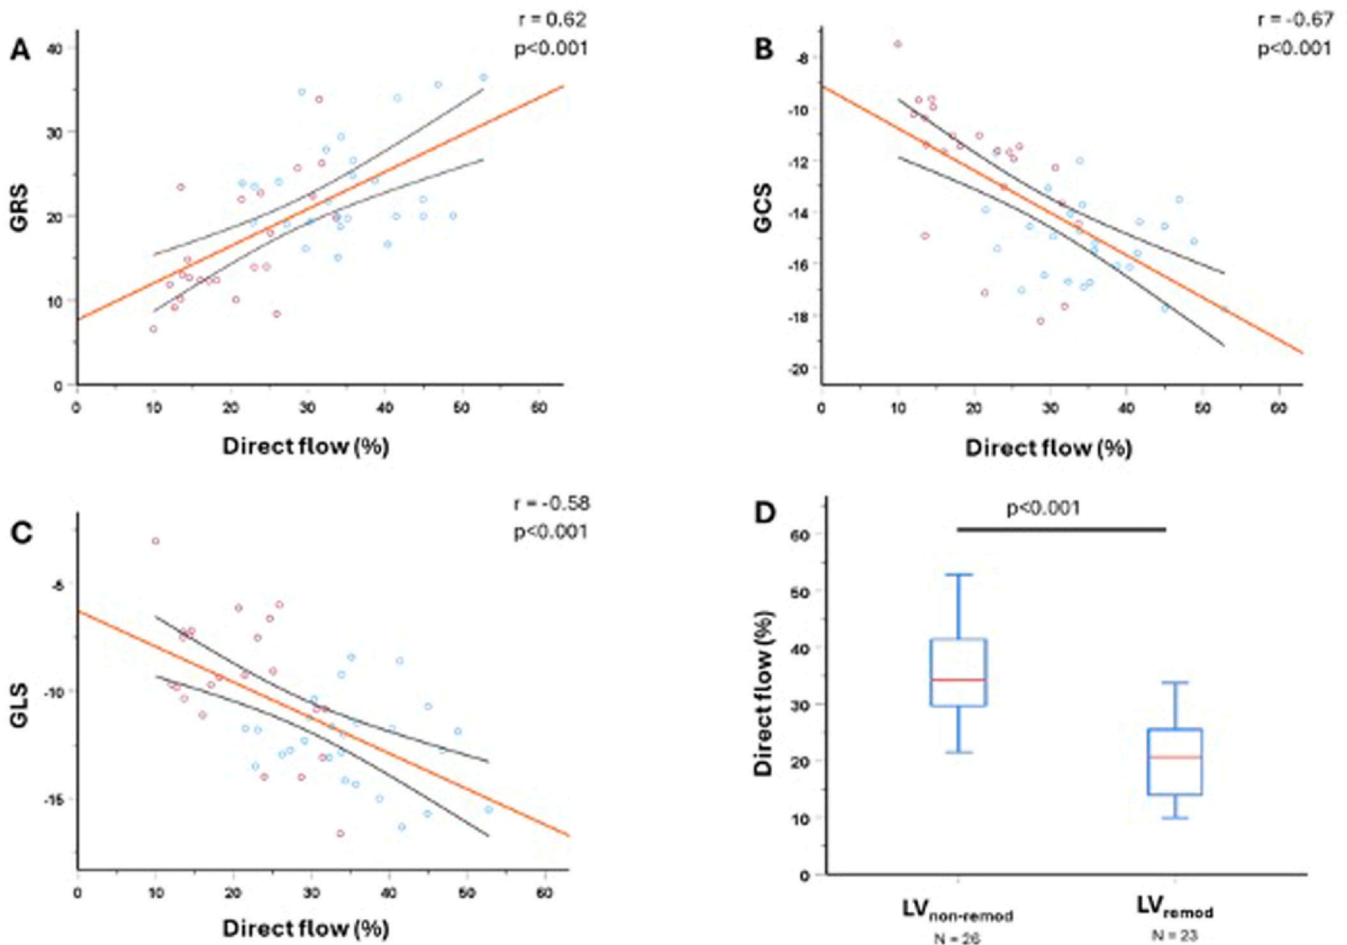 A
r = 0.62
p<0.001
GRS
40
30
20
10
0
0 10 20 30 40 50 60
Direct flow (%)
B
r = -0.67
p<0.001
GCS
-8
-10
-12
-14
-16
-18
-20
0 10 20 30 40 50 60
Direct flow (%)
C
r = -0.58
p<0.001
GLS
-5
-10
-15
0 10 20 30 40 50 60
Direct flow (%)
D
p<0.001
Direct flow (%)
60
50
40
30
20
10
0
LVnon-remod LVremod
N = 26 N = 23